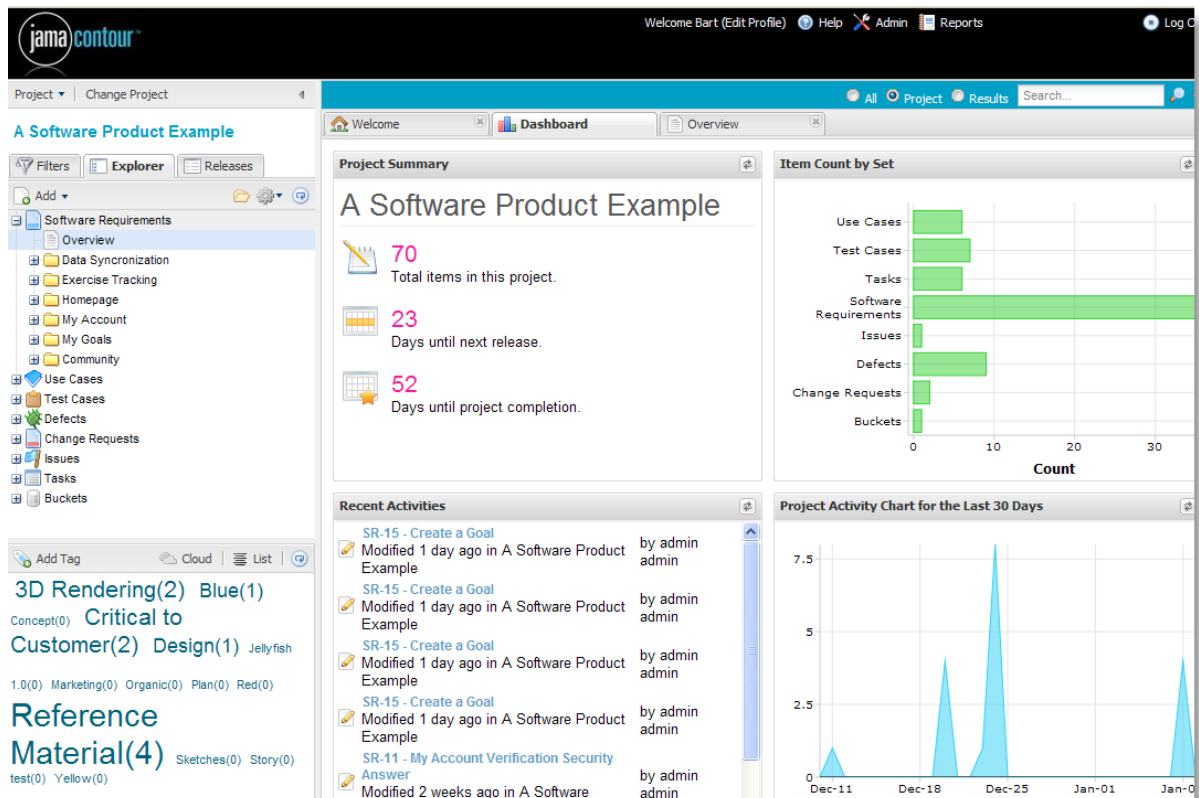 jama contour™
Welcome Bart (Edit Profile) Help Admin Reports Log
Project Change Project
All Project Results Search...
A Software Product Example
Filters Explorer Releases
Add
Software Requirements
Overview
Data Syncronization
Exercise Tracking
Homepage
My Account
My Goals
Community
Use Cases
Test Cases
Defects
Change Requests
Issues
Tasks
Buckets
Add Tag Cloud List
3D Rendering(2) Blue(1)
Concept(0) Critical to
Customer(2) Design(1) Jellyfish
1.0(0) Marketing(0) Organic(0) Plan(0) Red(0)
Reference
Material(4) Sketches(0) Story(0)
test(0) Yellow(0)
Welcome Dashboard Overview
Project Summary
A Software Product Example
70
Total items in this project.
23
Days until next release.
52
Days until project completion.
Item Count by Set
Use Cases
Test Cases
Tasks
Software
Requirements
Issues
Defects
Change Requests
Buckets
0 10 20 30
Count
Recent Activities
SR-15 - Create a Goal
Modified 1 day ago in A Software Product
Example
by admin
admin
SR-15 - Create a Goal
Modified 1 day ago in A Software Product
Example
by admin
admin
SR-15 - Create a Goal
Modified 1 day ago in A Software Product
Example
by admin
admin
SR-15 - Create a Goal
Modified 1 day ago in A Software Product
Example
by admin
admin
SR-11 - My Account Verification Security
Answer
Modified 2 weeks ago in A Software
by admin
admin
Project Activity Chart for the Last 30 Days
7.5
5
2.5
0
Dec-11 Dec-18 Dec-25 Jan-01